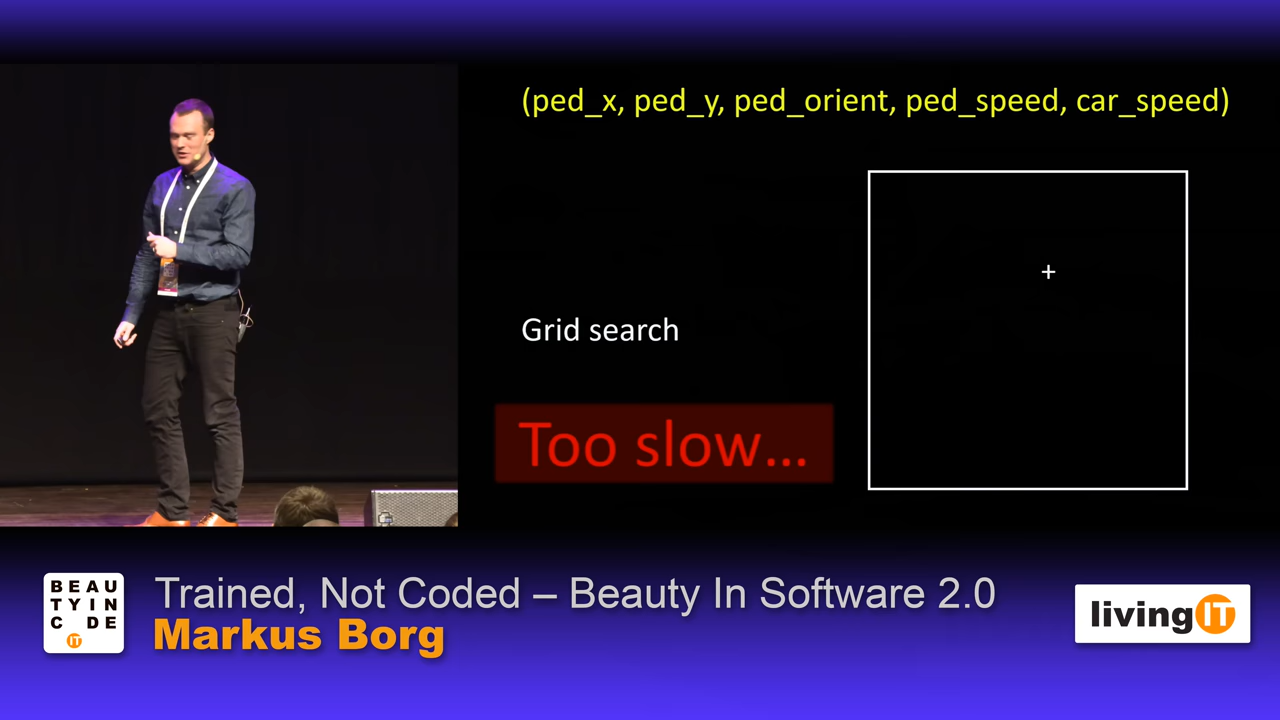 (ped_x, ped_y, ped_orient, ped_speed, car_speed)
+
Grid search
Too slow...
BEAU
TYIN
C DE
IT
Trained, Not Coded – Beauty In Software 2.0
Markus Borg
livingIT